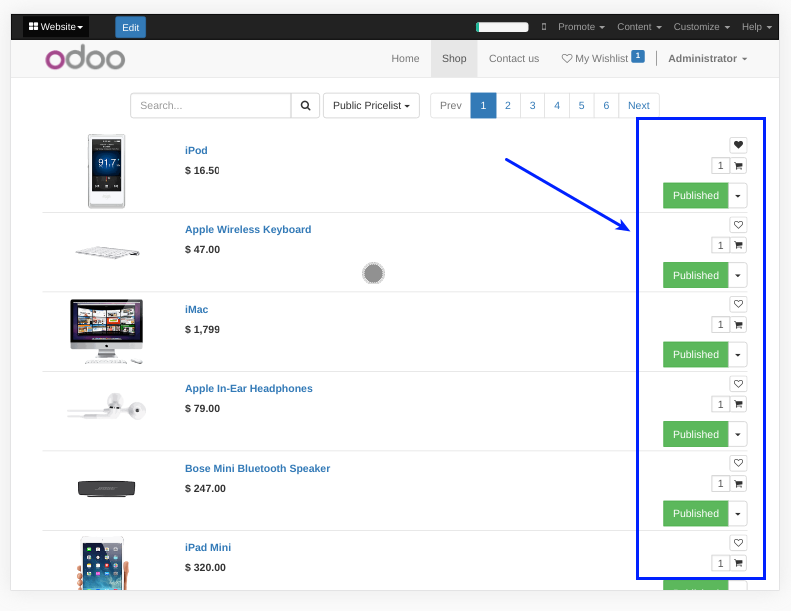 Website
Edit
Promote
Content
Customize
Help
odoo
Home
Shop
Contact us
My Wishlist 1
Administrator
Search...
Public Pricelist
Prev 1 2 3 4 5 6 Next
91.7
iPod
$ 16.50
1
Published
Apple Wireless Keyboard
$ 47.00
1
Published
iMac
$ 1,799
1
Published
Apple In-Ear Headphones
$ 79.00
1
Published
Bose Mini Bluetooth Speaker
$ 247.00
1
Published
iPad Mini
$ 320.00
1
Published